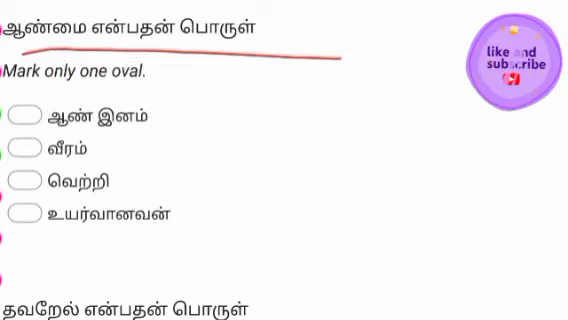 ஆண்மை என்பதன் பொருள்
like and
subscribe
Mark only one oval.
ஆண் இனம்
வீரம்
வெற்றி
உயர்வானவன்
தவறேல் என்பதன் பொருள்